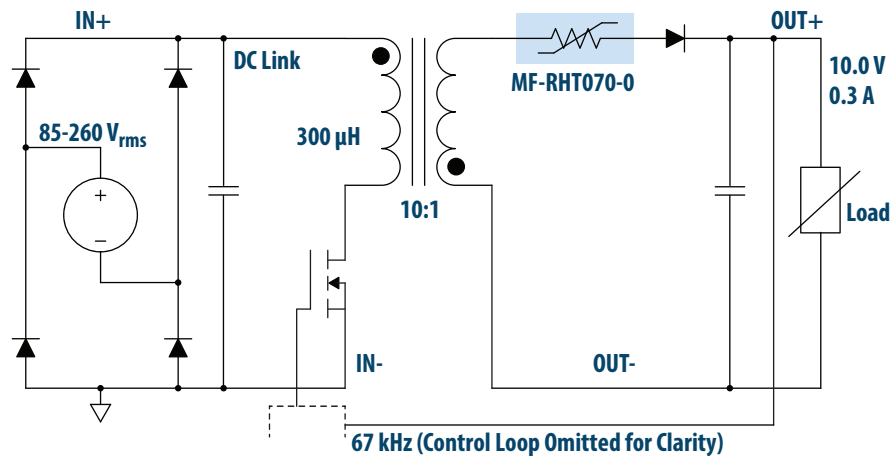 IN+
OUT+
DC Link
MF-RHT070-0
10.0 V
0.3 A
85-260 Vrms
300 µH
+
−
10:1
Load
IN-
OUT-
67 kHz (Control Loop Omitted for Clarity)